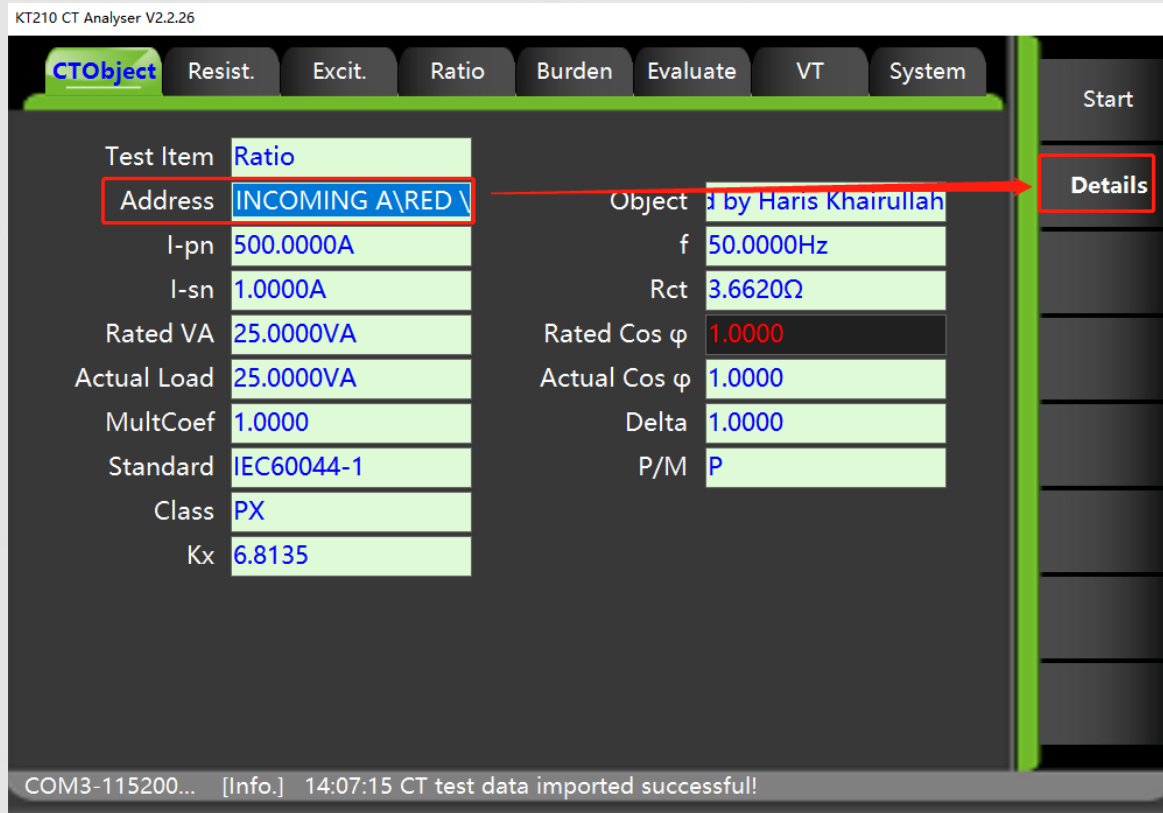 KT210 CT Analyser V2.2.26
CTObject Resist. Excit. Ratio Burden Evaluate VT System
Start
Details
Test Item Ratio
Address INCOMING A\RED \ Object d by Haris Khairullah
I-pn 500.0000A f 50.0000Hz
I-sn 1.0000A Rct 3.6620Ω
Rated VA 25.0000VA Rated Cos φ 1.0000
Actual Load 25.0000VA Actual Cos φ 1.0000
MultCoef 1.0000 Delta 1.0000
Standard IEC60044-1 P/M P
Class PX
Kx 6.8135
COM3-115200... [Info.] 14:07:15 CT test data imported successful!